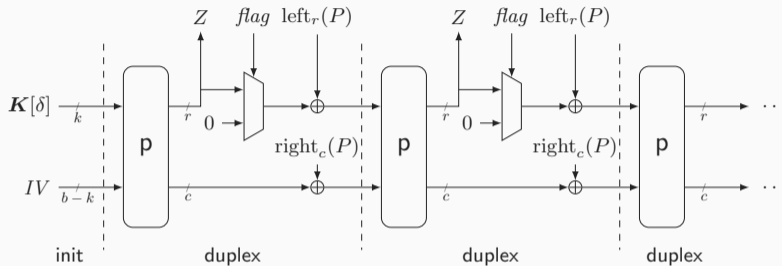 Z flag left_r(P) Z flag left_r(P)
K[δ] k r r r ··
0 0
p p p
right_c(P) right_c(P)
IV b − k c c c ··
init duplex duplex duplex